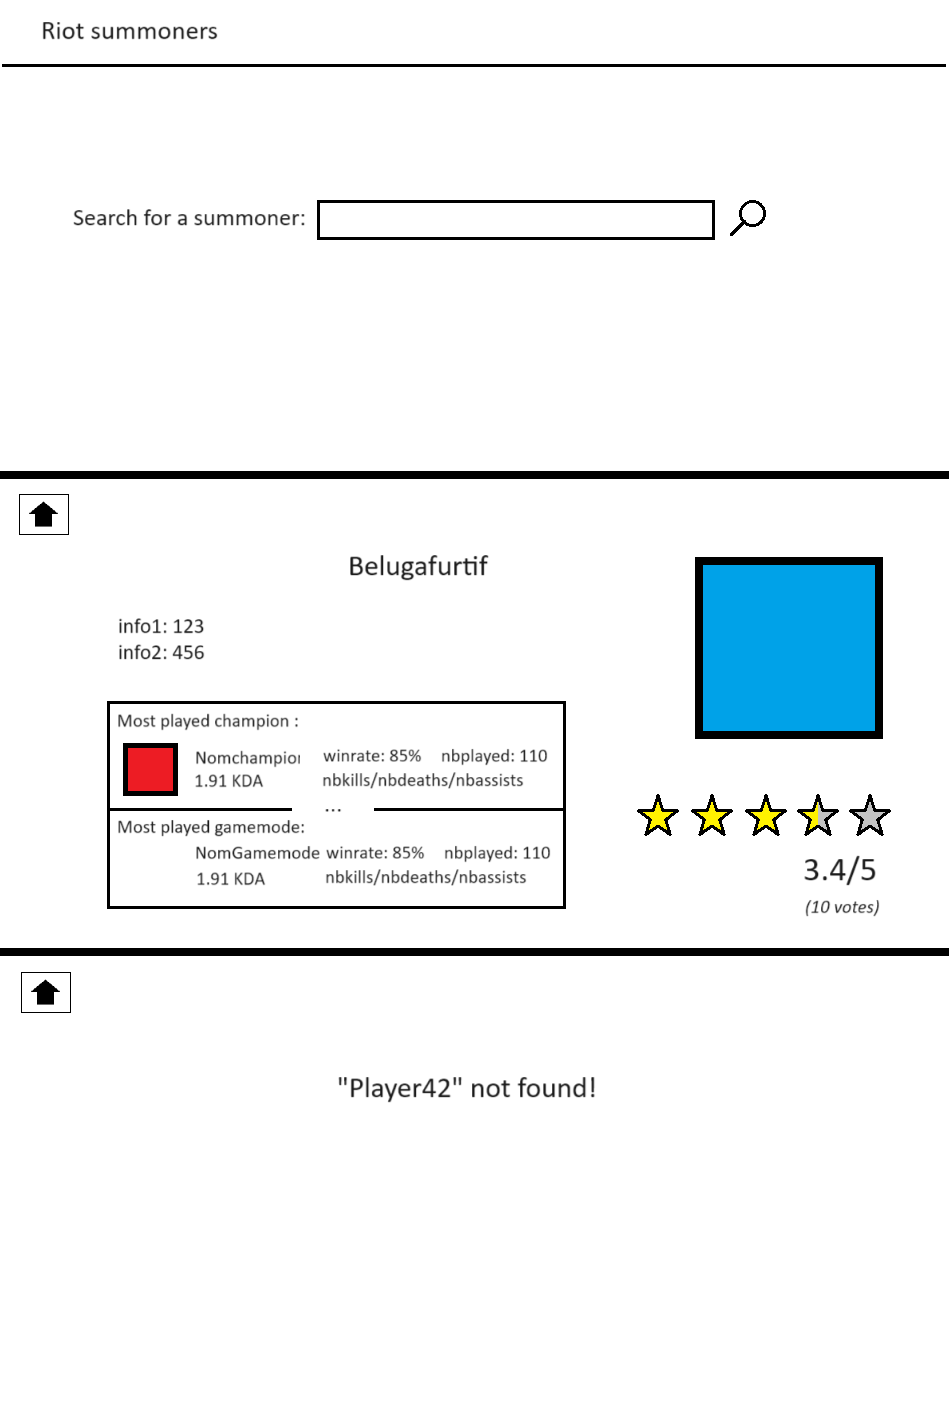 Riot summoners
Search for a summoner:
Belugafurtif
info1: 123
info2: 456
Most played champion :
Nomchampior winrate: 85% nbplayed: 110
1.91 KDA nbkills/nbdeaths/nbassists
...
Most played gamemode:
NomGamemode winrate: 85% nbplayed: 110
1.91 KDA nbkills/nbdeaths/nbassists
3.4/5
(10 votes)
"Player42" not found!